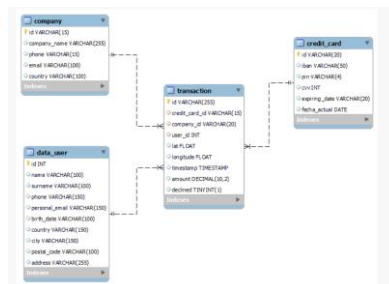 company
id VARCHAR(15)
company_name VARCHAR(255)
phone VARCHAR(15)
email VARCHAR(100)
country VARCHAR(100)
Indexes
credit_card
id VARCHAR(20)
iban VARCHAR(50)
pin VARCHAR(4)
cvv INT
expiring_date VARCHAR(20)
fecha_actual DATE
Indexes
transaction
id VARCHAR(255)
credit_card_id VARCHAR(15)
company_id VARCHAR(20)
user_id INT
lat FLOAT
longitude FLOAT
timestamp TIMESTAMP
amount DECIMAL(10,2)
declined TINYINT(1)
Indexes
data_user
id INT
name VARCHAR(100)
surname VARCHAR(100)
phone VARCHAR(150)
personal_email VARCHAR(150)
birth_date VARCHAR(100)
country VARCHAR(150)
city VARCHAR(150)
postal_code VARCHAR(100)
address VARCHAR(255)
Indexes